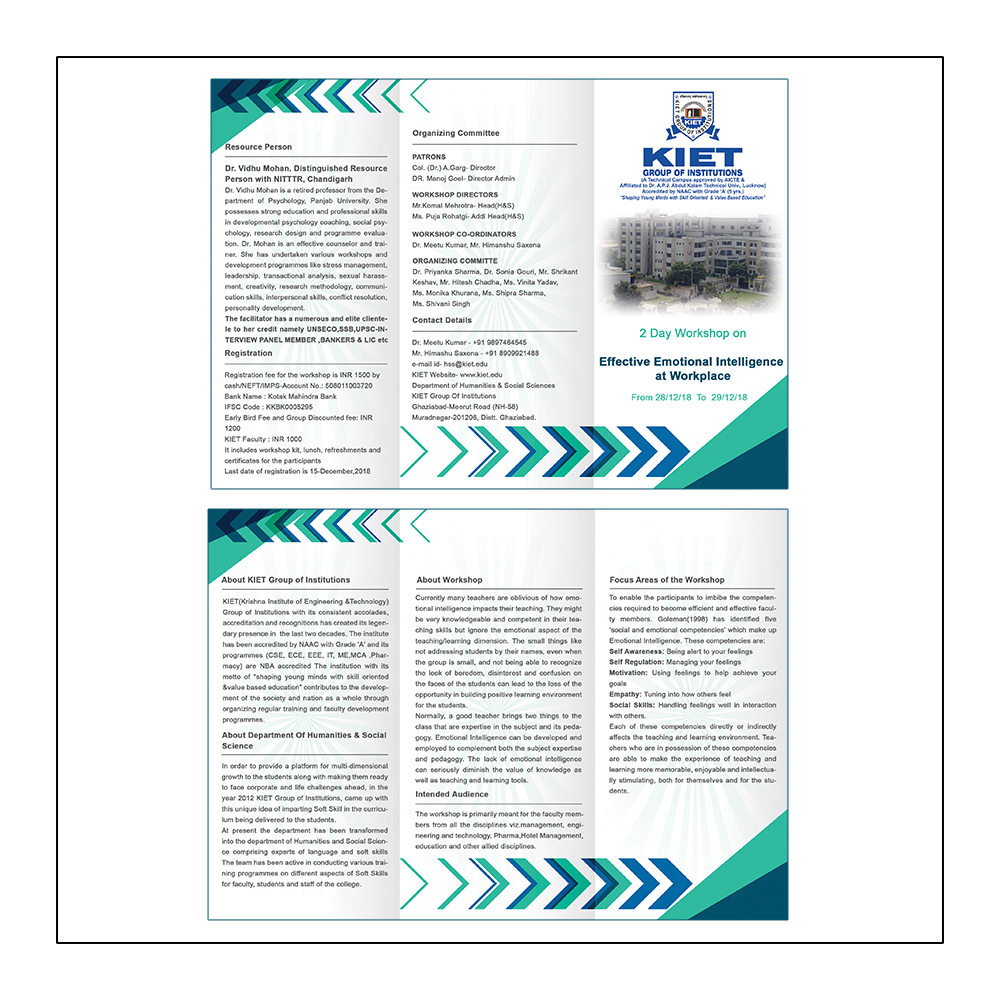 Resource Person
Dr. Vidhu Mohan, Distinguished Resource
Person with NITTTR, Chandigarh
Dr. Vidhu Mohan is a retired professor from the De-
partment of Psychology, Panjab University. She
possesses strong education and professional skills
in developmental psychology coaching, social psy-
chology, research design and programme evalua-
tion. Dr. Mohan is an effective counselor and trai-
ner. She has undertaken various workshops and
development programmes like stress management,
leadership, transactional analysis, sexual harass-
ment, creativity, research methodology, communi-
cation skills, interpersonal skills, conflict resolution,
personality development.
The facilitator has a numerous and elite cliente-
le to her credit namely UNSECO,SSB,UPSC-IN-
TERVIEW PANEL MEMBER ,BANKERS & LIC etc
Registration
Registration fee for the workshop is INR 1500 by
cash/NEFT/IMPS-Account No.: 508011003720
Bank Name : Kotak Mahindra Bank
IFSC Code : KKBK0005295
Early Bird Fee and Group Discounted fee: INR
1200
KIET Faculty : INR 1000
It includes workshop kit, lunch, refreshments and
certificates for the participants
Last date of registration is 15-December,2018
Organizing Committee
PATRONS
Col. (Dr.) A.Garg- Director
DR. Manoj Goel- Director Admin
WORKSHOP DIRECTORS
Mr.Komal Mehrotra- Head(H&S)
Ms. Puja Rohatgi- Addl Head(H&S)
WORKSHOP CO-ORDINATORS
Dr. Meetu Kumar, Mr. Himanshu Saxena
ORGANIZING COMMITTE
Dr. Priyanka Sharma, Dr. Sonia Gouri, Mr. Shrikant
Keshav, Mr. Hitesh Chadha, Ms. Vinita Yadav,
Ms. Monika Khurana, Ms. Shipra Sharma,
Ms. Shivani Singh
Contact Details
Dr. Meetu Kumar - +91 9897464545
Mr. Himashu Saxena - +91 8909921488
e-mail id- hss@kiet.edu
KIET Website- www.kiet.edu
Department of Humanities & Social Sciences
KIET Group Of Institutions
Ghaziabad-Meerut Road (NH-58)
Muradnagar-201206, Distt. Ghaziabad.
KIET GROUP OF INSTITUTIONS
KIET
KIET
GROUP OF INSTITUTIONS
(A Technical Campus approved by AICTE &
Affiliated to Dr. A.P.J. Abdul Kalam Technical Univ., Lucknow)
Accredited by NAAC with Grade 'A' (5 yrs.)
"Shaping Young Minds with Skill Oriented & Value Based Education"
2 Day Workshop on
Effective Emotional Intelligence
at Workplace
From 28/12/18 To 29/12/18
About KIET Group of Institutions
KIET(Krishna Institute of Engineering &Technology)
Group of Institutions with its consistent accolades,
accreditation and recognitions has created its legen-
dary presence in the last two decades. The institute
has been accredited by NAAC with Grade 'A' and its
programmes (CSE, ECE, EEE, IT, ME,MCA ,Phar-
macy) are NBA accredited The institution with its
motto of "shaping young minds with skill oriented
&value based education" contributes to the develop-
ment of the society and nation as a whole through
organizing regular training and faculty development
programmes.
About Department Of Humanities & Social
Science
In order to provide a platform for multi-dimensional
growth to the students along with making them ready
to face corporate and life challenges ahead, in the
year 2012 KIET Group of Institutions, came up with
this unique idea of imparting Soft Skill in the curricu-
lum being delivered to the students.
At present the department has been transformed
into the department of Humanities and Social Scien-
ce comprising experts of language and soft skills
The team has been active in conducting various trai-
ning programmes on different aspects of Soft Skills
for faculty, students and staff of the college.
About Workshop
Currently many teachers are oblivious of how emo-
tional intelligence impacts their teaching. They might
be very knowledgeable and competent in their tea-
ching skills but ignore the emotional aspect of the
teaching/learning dimension. The small things like
not addressing students by their names, even when
the group is small, and not being able to recognize
the look of boredom, disinterest and confusion on
the faces of the students can lead to the loss of the
opportunity in building positive learning environment
for the students.
Normally, a good teacher brings two things to the
class that are expertise in the subject and its peda-
gogy. Emotional Intelligence can be developed and
employed to complement both the subject expertise
and pedagogy. The lack of emotional intelligence
can seriously diminish the value of knowledge as
well as teaching and learning tools.
Intended Audience
The workshop is primarily meant for the faculty mem-
bers from all the disciplines viz.management, engi-
neering and technology, Pharma,Hotel Management,
education and other allied disciplines.
Focus Areas of the Workshop
To enable the participants to imbibe the competen-
cies required to become efficient and effective facul-
ty members. Goleman(1998) has identified five
'social and emotional competencies' which make up
Emotional Intelligence. These competencies are:
Self Awareness: Being alert to your feelings
Self Regulation: Managing your feelings
Motivation: Using feelings to help achieve your
goals
Empathy: Tuning into how others feel
Social Skills: Handling feelings well in interaction
with others.
Each of these competencies directly or indirectly
affects the teaching and learning environment. Tea-
chers who are in possession of these competencies
are able to make the experience of teaching and
learning more memorable, enjoyable and intellectua-
lly stimulating, both for themselves and for the stu-
dents.